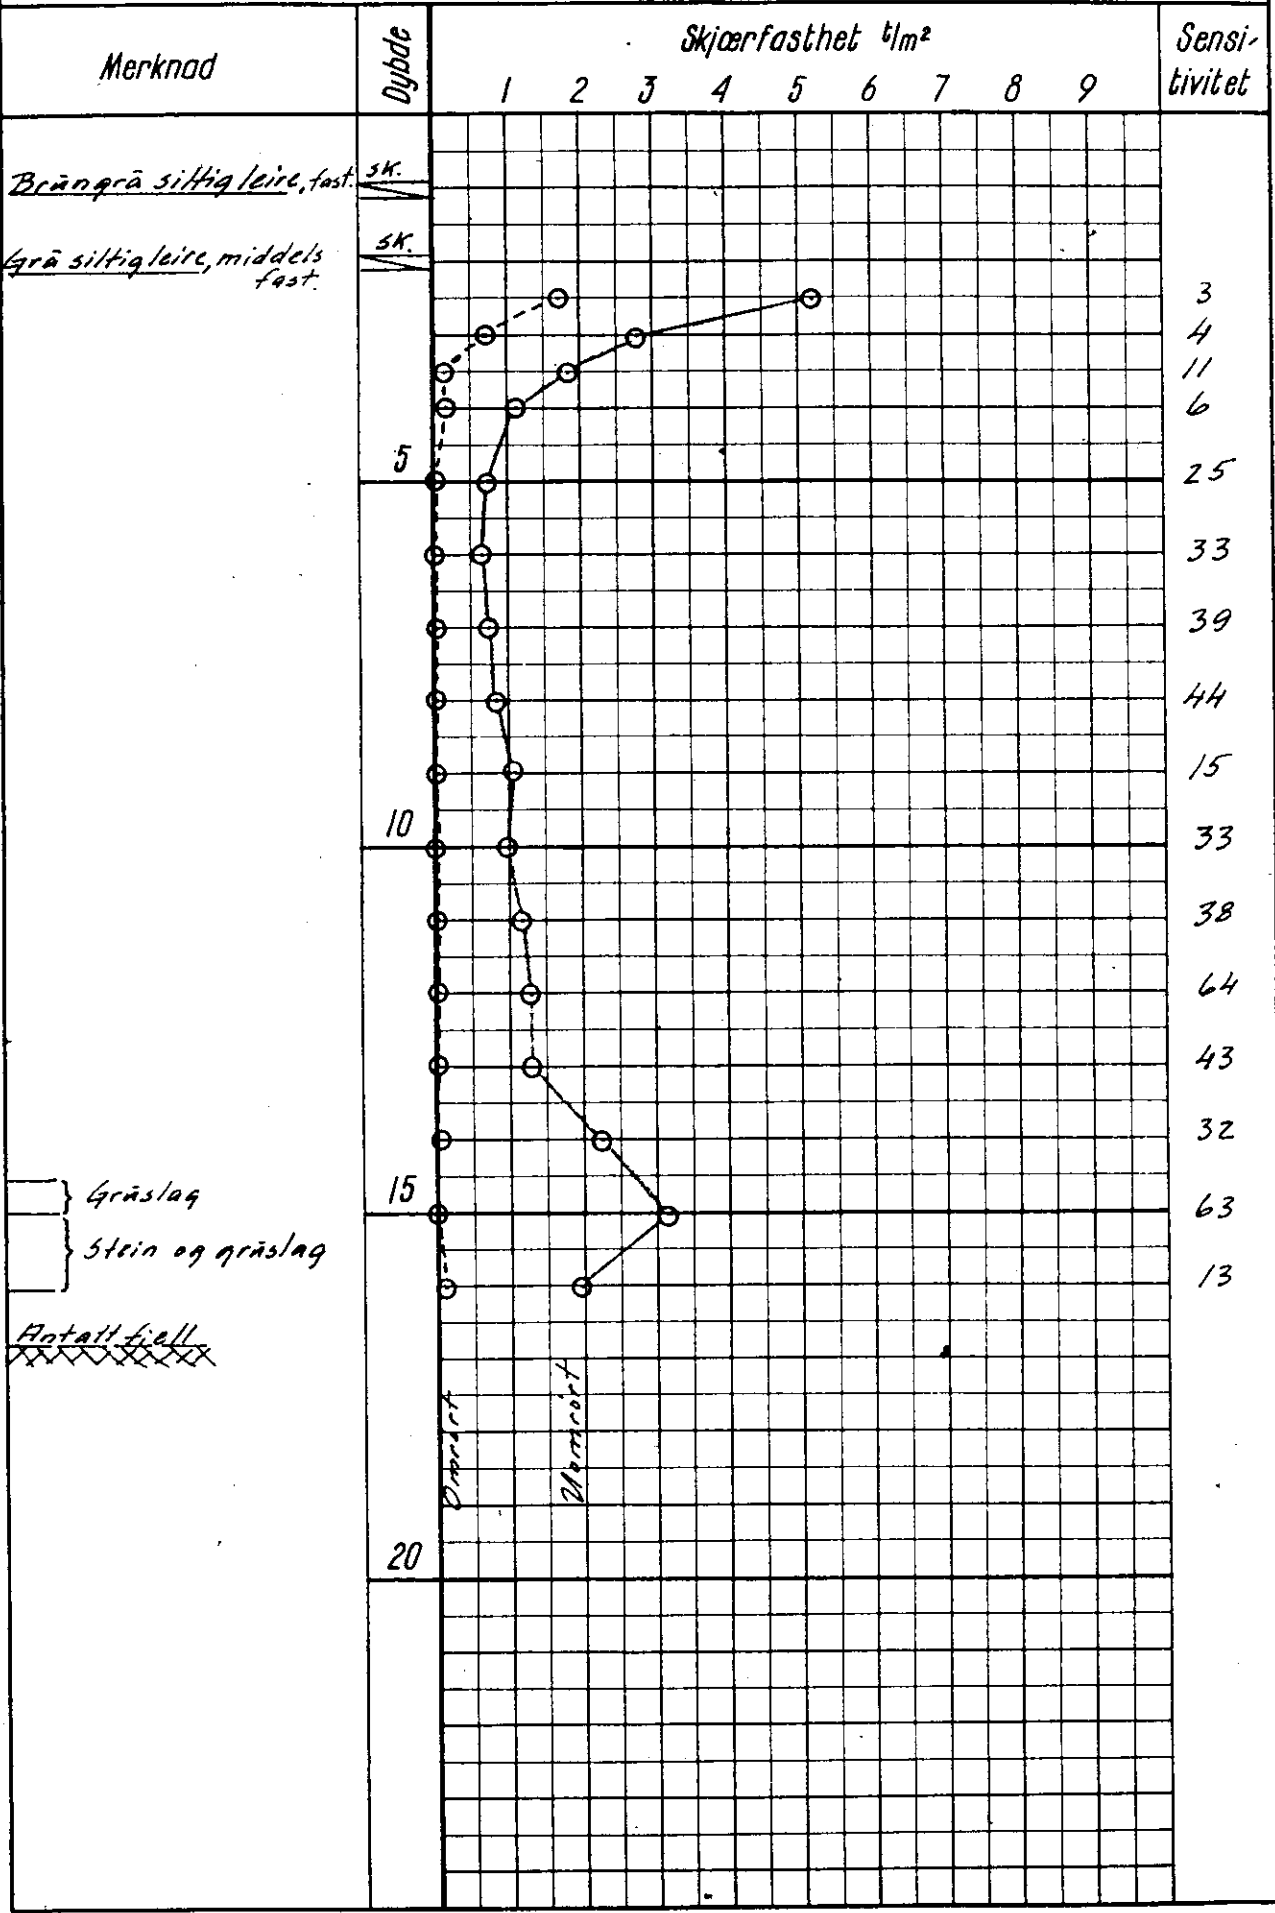 Merknad
Dybde
Skjærfasthet t/m²
1 2 3 4 5 6 7 8 9
Sensi-
tivitet
Brungrå siltig leire, fast.
sk.
Grå siltig leire, middels
fast.
sk.
3
4
11
6
5
25
33
39
44
15
10
33
38
64
43
32
Gruslag
15
63
Stein og gruslag
13
Antatt fjell
Omrørt
Uomrørt
20